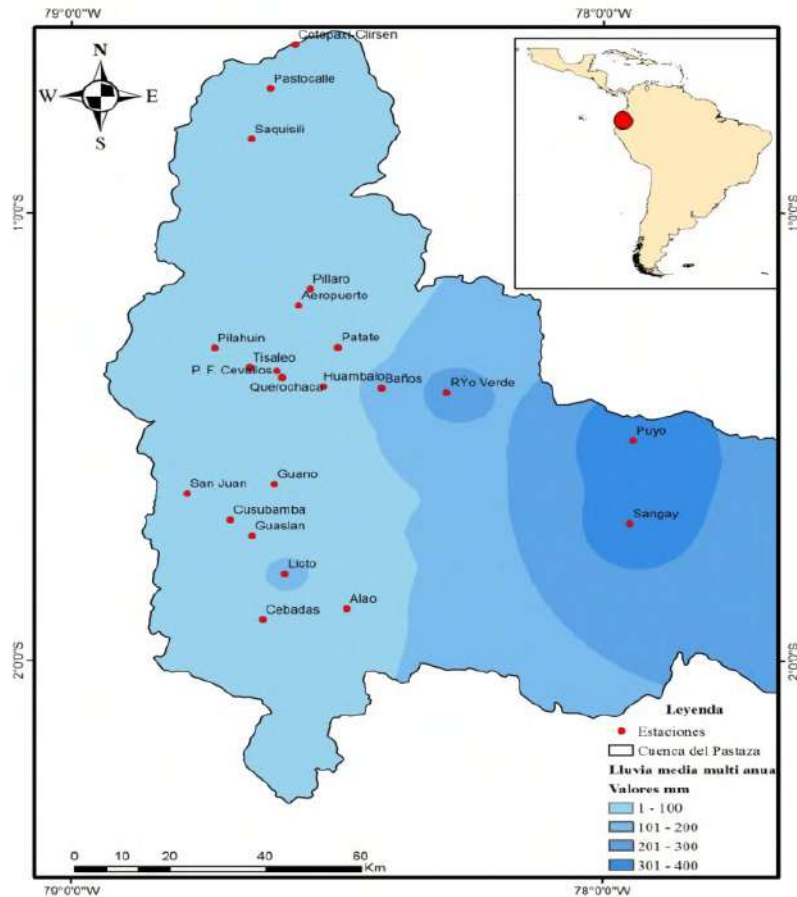 79°0'0"W 78°0'0"W
N
W E
S
Cotopaxi-Clirsen
Pastocalle
Saquisili
1°0'0"S 1°0'0"S
Pillaro
Aeropuerto
Pilahuin
Patate
Tisaleo
P. F. Cevallos
Huambalo
Baños
RYo Verde
Querochaca
Puyo
Guano
San Juan
Cusubamba
Guaslan
Sangay
Licto
Alao
Cebadas
2°0'0"S 2°0'0"S
Leyenda
Estaciones
Cuenca del Pastaza
Lluvia media multi anua
Valores mm
1 - 100
101 - 200
201 - 300
301 - 400
0 10 20 40 60
Km
79°0'0"W 78°0'0"W